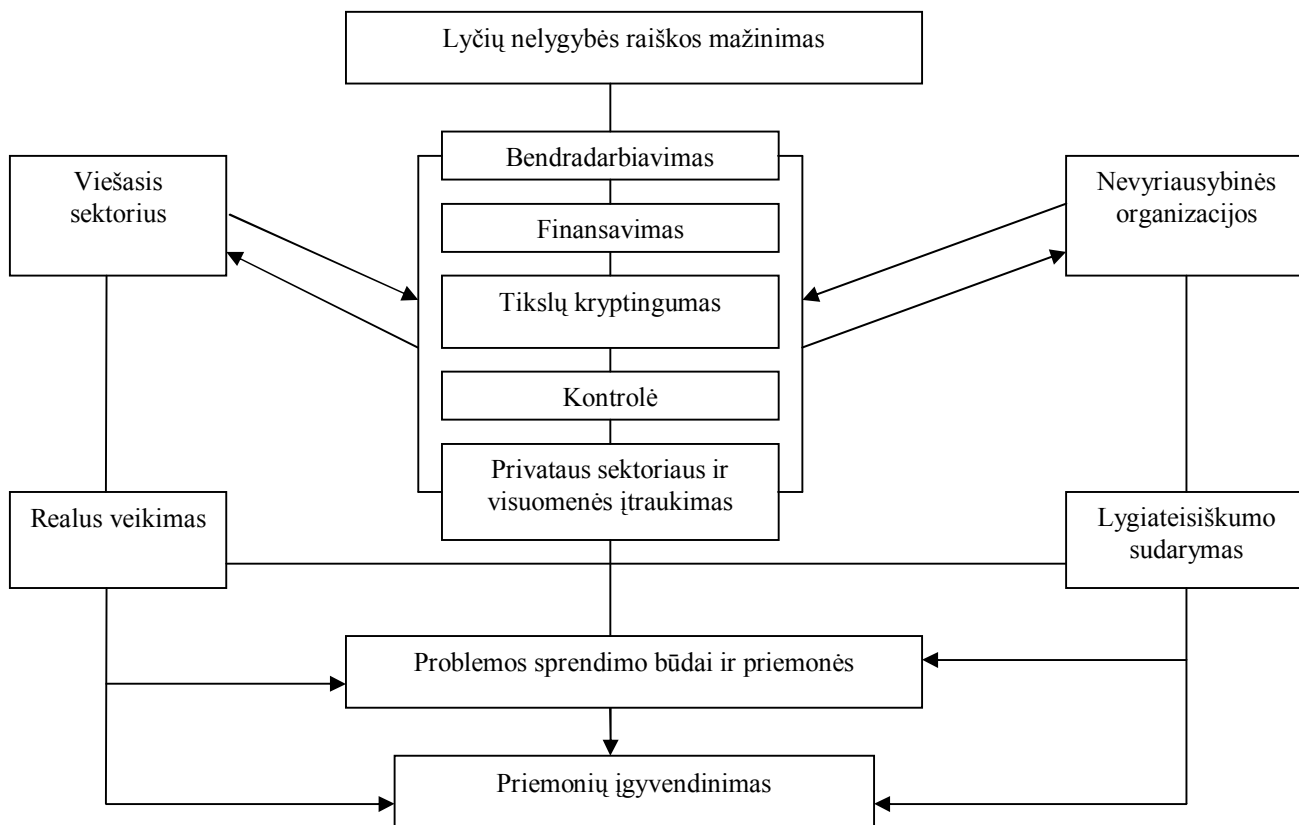 Lyčių nelygybės raiškos mažinimas
Bendradarbiavimas
Viešasis
sektorius
Nevyriausybinės
organizacijos
Finansavimas
Tikslų kryptingumas
Kontrolė
Privataus sektoriaus ir
visuomenės įtraukimas
Realus veikimas
Lygiateisiškumo
sudarymas
Problemos sprendimo būdai ir priemonės
Priemonių įgyvendinimas